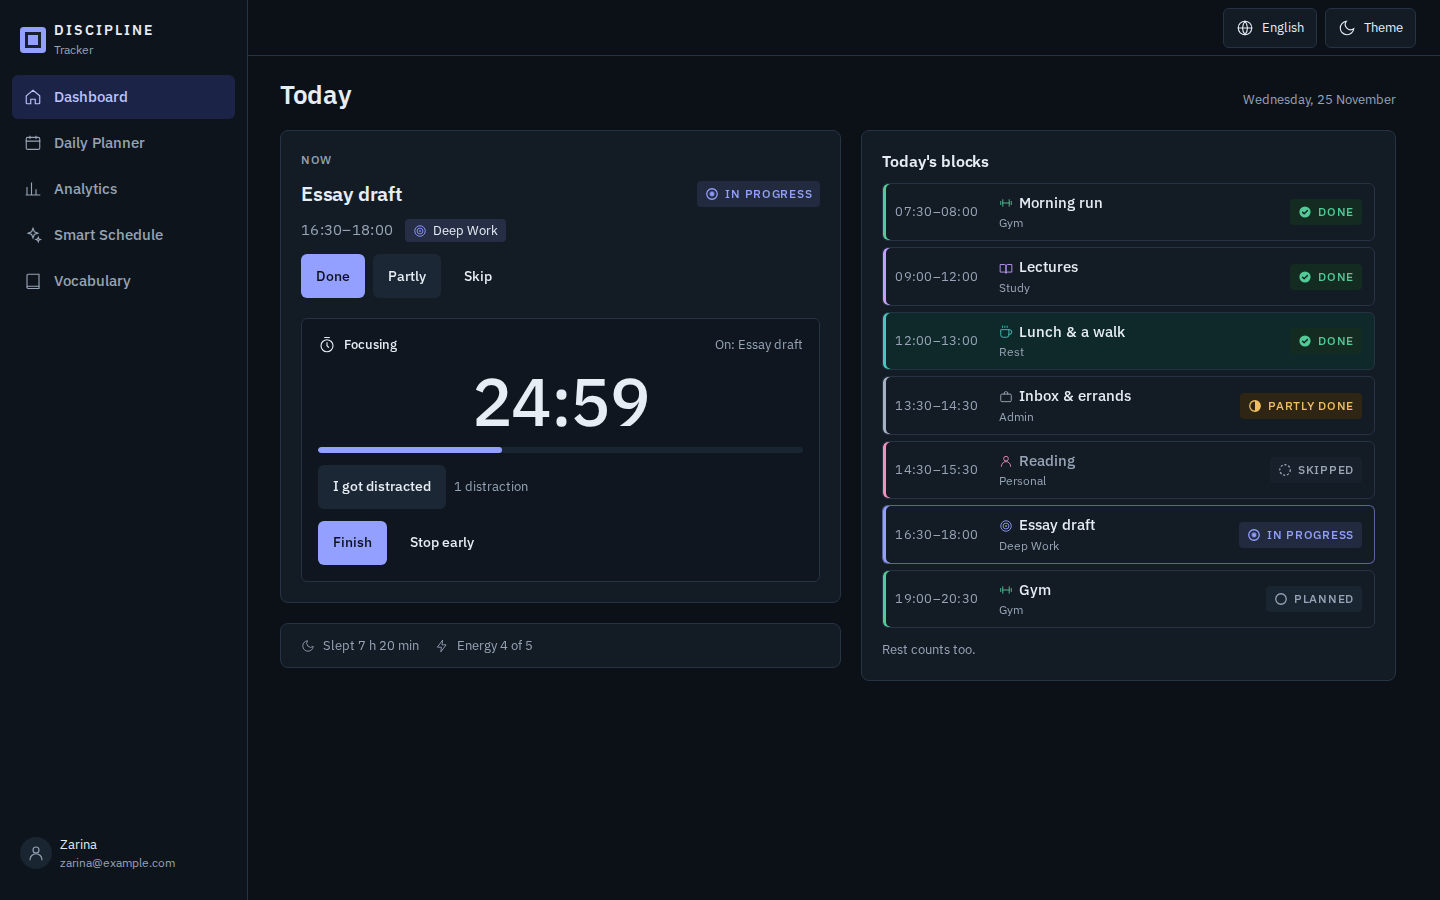 DISCIPLINE
Tracker
Dashboard
Daily Planner
Analytics
Smart Schedule
Vocabulary
Zarina
zarina@example.com
English
Theme
Today
Wednesday, 25 November
NOW
Essay draft
IN PROGRESS
16:30–18:00
Deep Work
Done
Partly
Skip
Focusing
On: Essay draft
24:59
I got distracted
1 distraction
Finish
Stop early
Slept 7 h 20 min
Energy 4 of 5
Today's blocks
07:30–08:00
Morning run
Gym
DONE
09:00–12:00
Lectures
Study
DONE
12:00–13:00
Lunch & a walk
Rest
DONE
13:30–14:30
Inbox & errands
Admin
PARTLY DONE
14:30–15:30
Reading
Personal
SKIPPED
16:30–18:00
Essay draft
Deep Work
IN PROGRESS
19:00–20:30
Gym
Gym
PLANNED
Rest counts too.